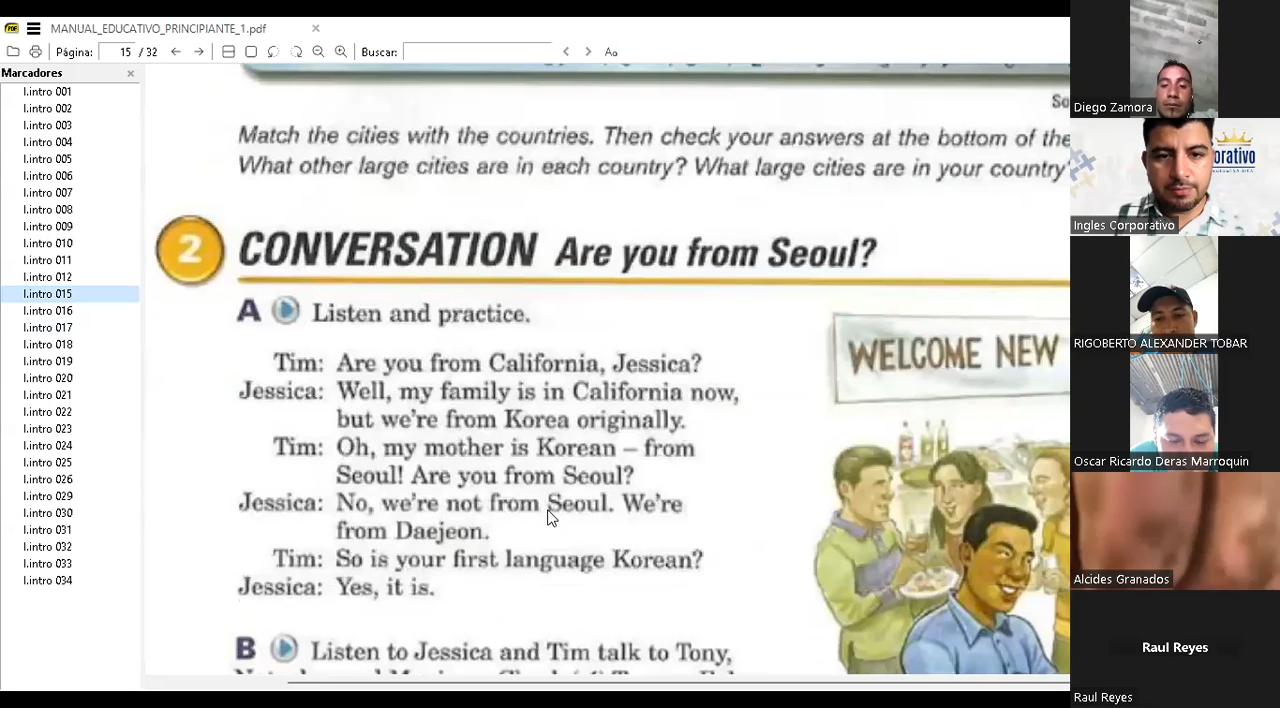 MANUAL_EDUCATIVO_PRINCIPIANTE_1.pdf
Página: 15 / 32 Buscar: Aa
Marcadores
I.intro 001
I.intro 002
I.intro 003
I.intro 004
I.intro 005
I.intro 006
I.intro 007
I.intro 008
I.intro 009
I.intro 010
I.intro 011
I.intro 012
I.intro 015
I.intro 016
I.intro 017
I.intro 018
I.intro 019
I.intro 020
I.intro 021
I.intro 022
I.intro 023
I.intro 024
I.intro 025
I.intro 026
I.intro 029
I.intro 030
I.intro 031
I.intro 032
I.intro 033
I.intro 034
So
Match the cities with the countries. Then check your answers at the bottom of the
What other large cities are in each country? What large cities are in your country
2 CONVERSATION Are you from Seoul?
A Listen and practice.
Tim: Are you from California, Jessica?
Jessica: Well, my family is in California now,
but we're from Korea originally.
Tim: Oh, my mother is Korean – from
Seoul! Are you from Seoul?
Jessica: No, we're not from Seoul. We're
from Daejeon.
Tim: So is your first language Korean?
Jessica: Yes, it is.
WELCOME NEW
B Listen to Jessica and Tim talk to Tony,
Diego Zamora
orativo
Ingles Corporativo
RIGOBERTO ALEXANDER TOBAR
Oscar Ricardo Deras Marroquin
Alcides Granados
Raul Reyes
Raul Reyes